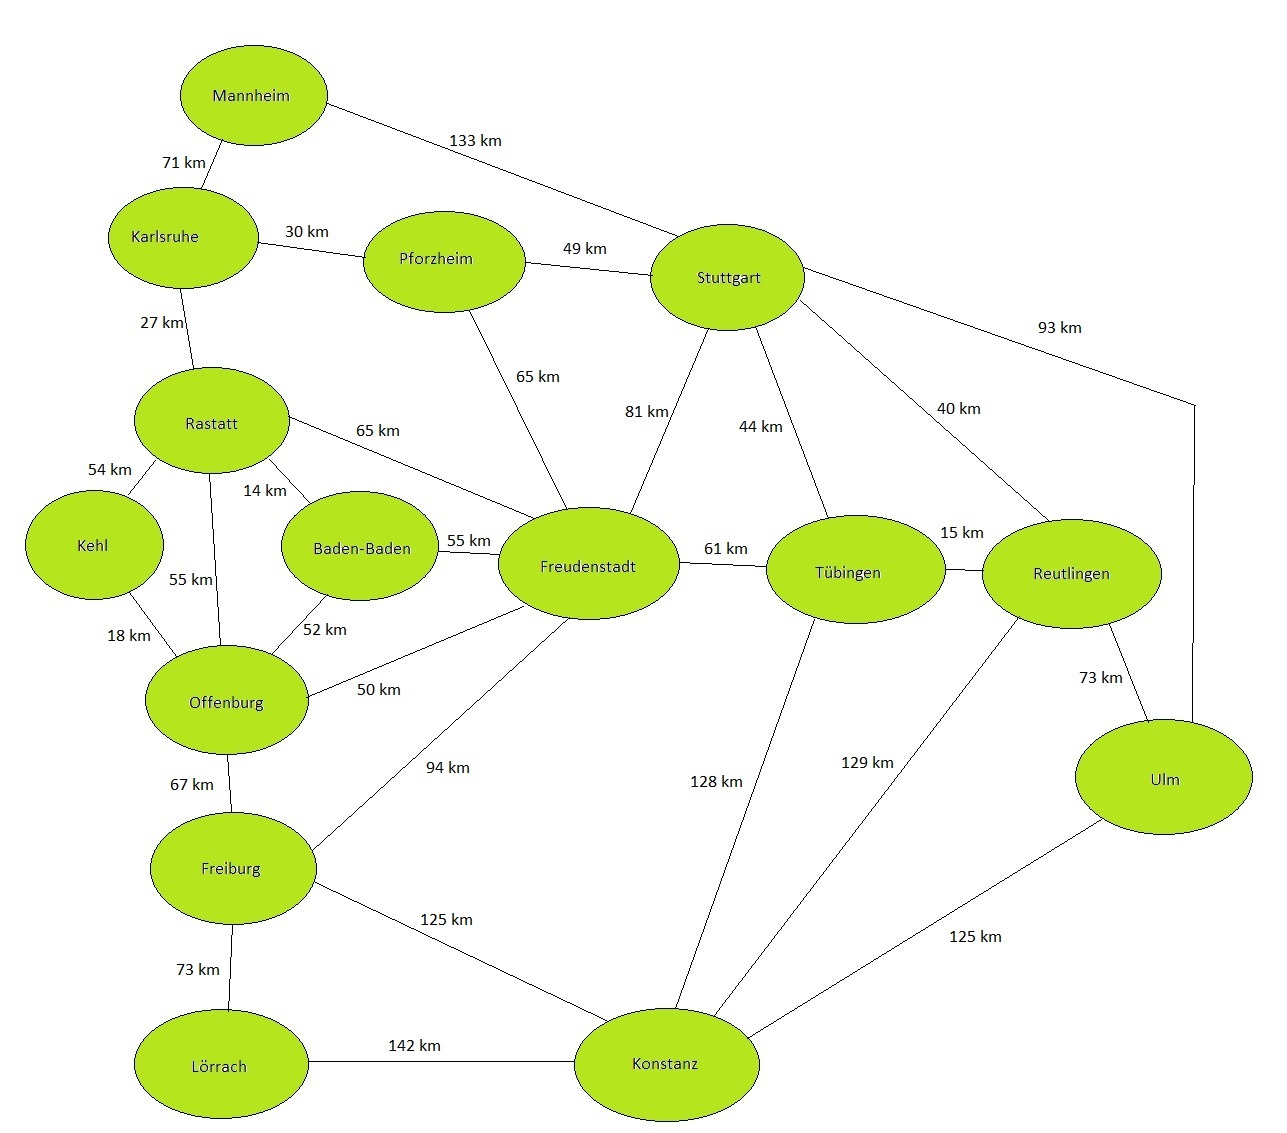 Mannheim
133 km
71 km
Karlsruhe
30 km
Pforzheim
49 km
Stuttgart
27 km
93 km
65 km
81 km
44 km
40 km
Rastatt
65 km
54 km
14 km
Kehl
Baden-Baden
55 km
Freudenstadt
61 km
Tübingen
15 km
Reutlingen
55 km
18 km
52 km
Offenburg
50 km
73 km
67 km
94 km
128 km
129 km
Ulm
Freiburg
125 km
125 km
73 km
Lörrach
142 km
Konstanz